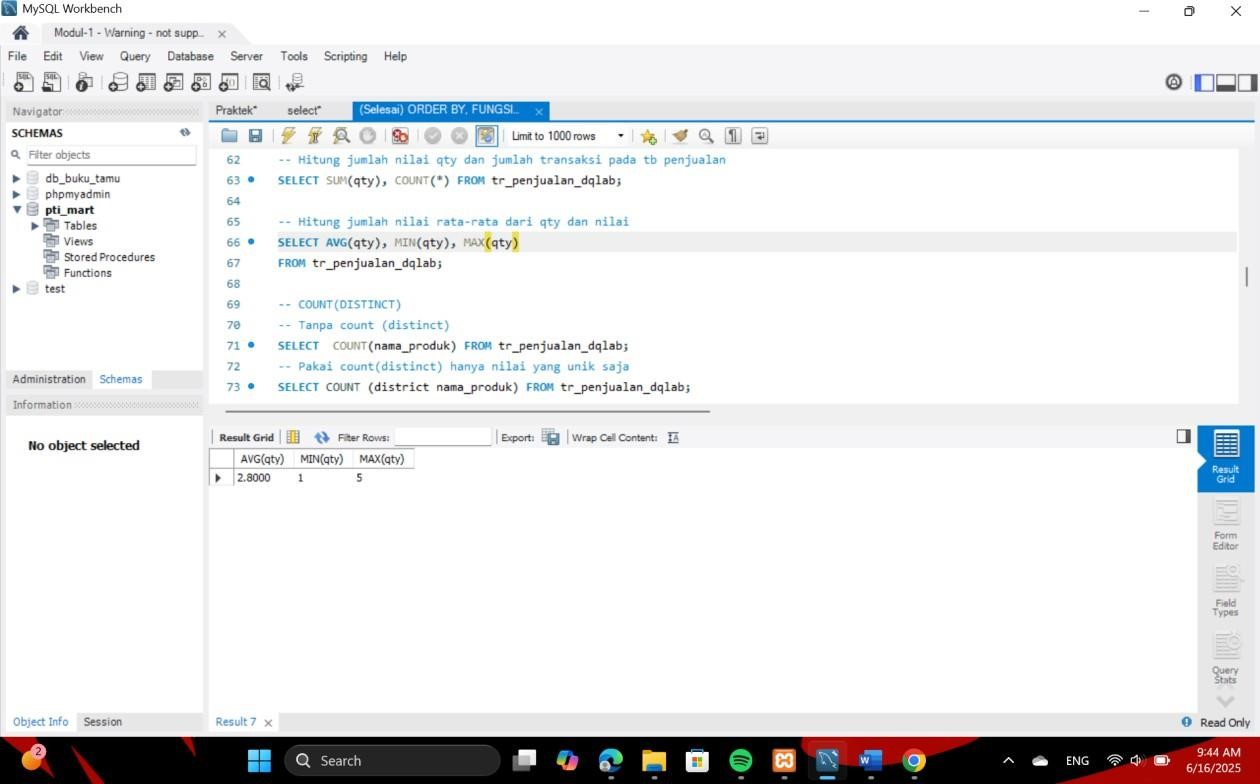 MySQL Workbench
Modul-1 - Warning - not supp...
File Edit View Query Database Server Tools Scripting Help
Navigator
Praktek* select* (Selesai) ORDER BY, FUNGSI...
SCHEMAS
Limit to 1000 rows
Filter objects
db_buku_tamu
phpmyadmin
pti_mart
Tables
Views
Stored Procedures
Functions
test
62 -- Hitung jumlah nilai qty dan jumlah transaksi pada tb penjualan
63 SELECT SUM(qty), COUNT(*) FROM tr_penjualan_dqlab;
64
65 -- Hitung jumlah nilai rata-rata dari qty dan nilai
66 SELECT AVG(qty), MIN(qty), MAX(qty)
67 FROM tr_penjualan_dqlab;
68
69 -- COUNT(DISTINCT)
70 -- Tanpa count (distinct)
71 SELECT COUNT(nama_produk) FROM tr_penjualan_dqlab;
72 -- Pakai count(distinct) hanya nilai yang unik saja
73 SELECT COUNT (district nama_produk) FROM tr_penjualan_dqlab;
Administration Schemas
Information
No object selected
Result Grid Filter Rows: Export: Wrap Cell Content:
AVG(qty) MIN(qty) MAX(qty)
2.8000 1 5
Result
Grid
Form
Editor
Field
Types
Query
Stats
Object Info Session
Result 7
Read Only
2
Search
ENG
9:44 AM
6/16/2025